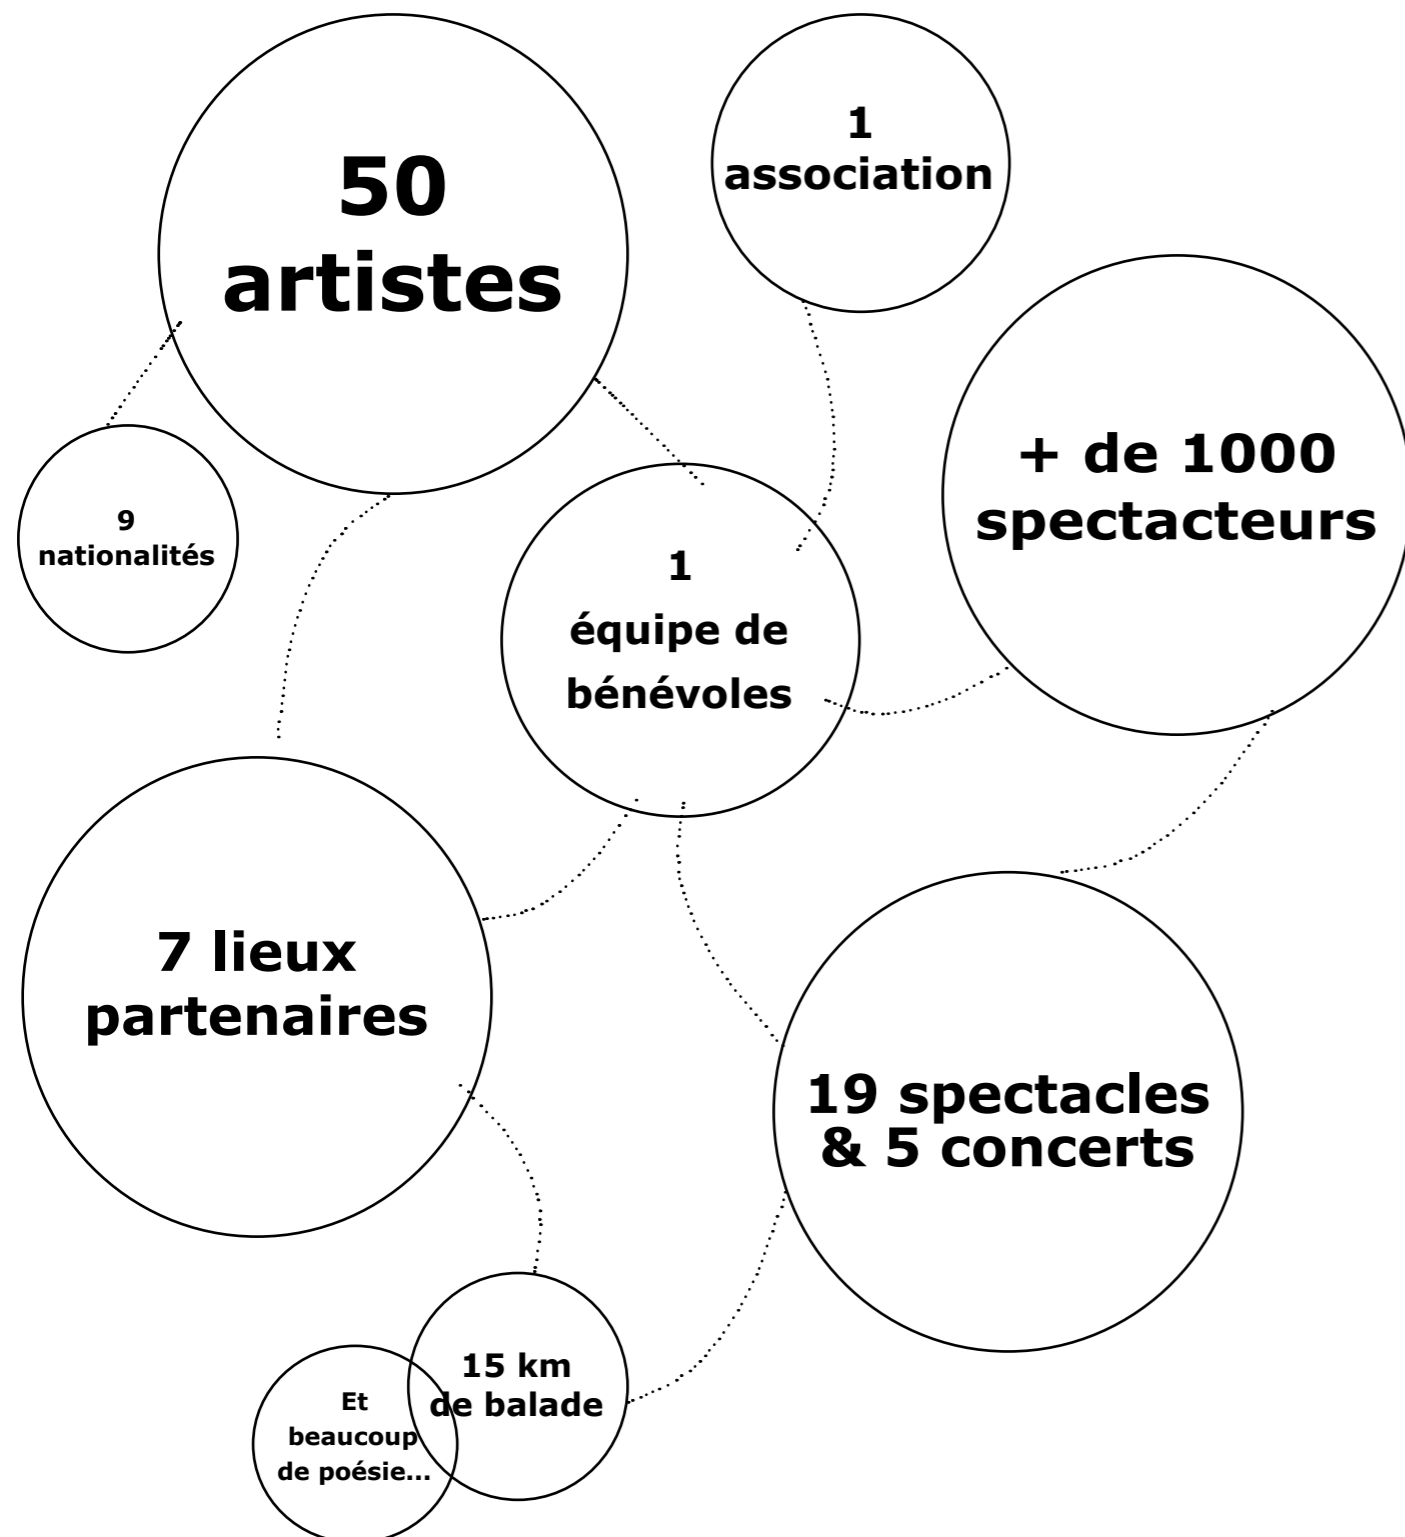 50
artistes
1
association
+ de 1000
spectacteurs
9
nationalités
1
équipe de
bénévoles
7 lieux
partenaires
19 spectacles
& 5 concerts
15 km
de balade
Et
beaucoup
de poésie...